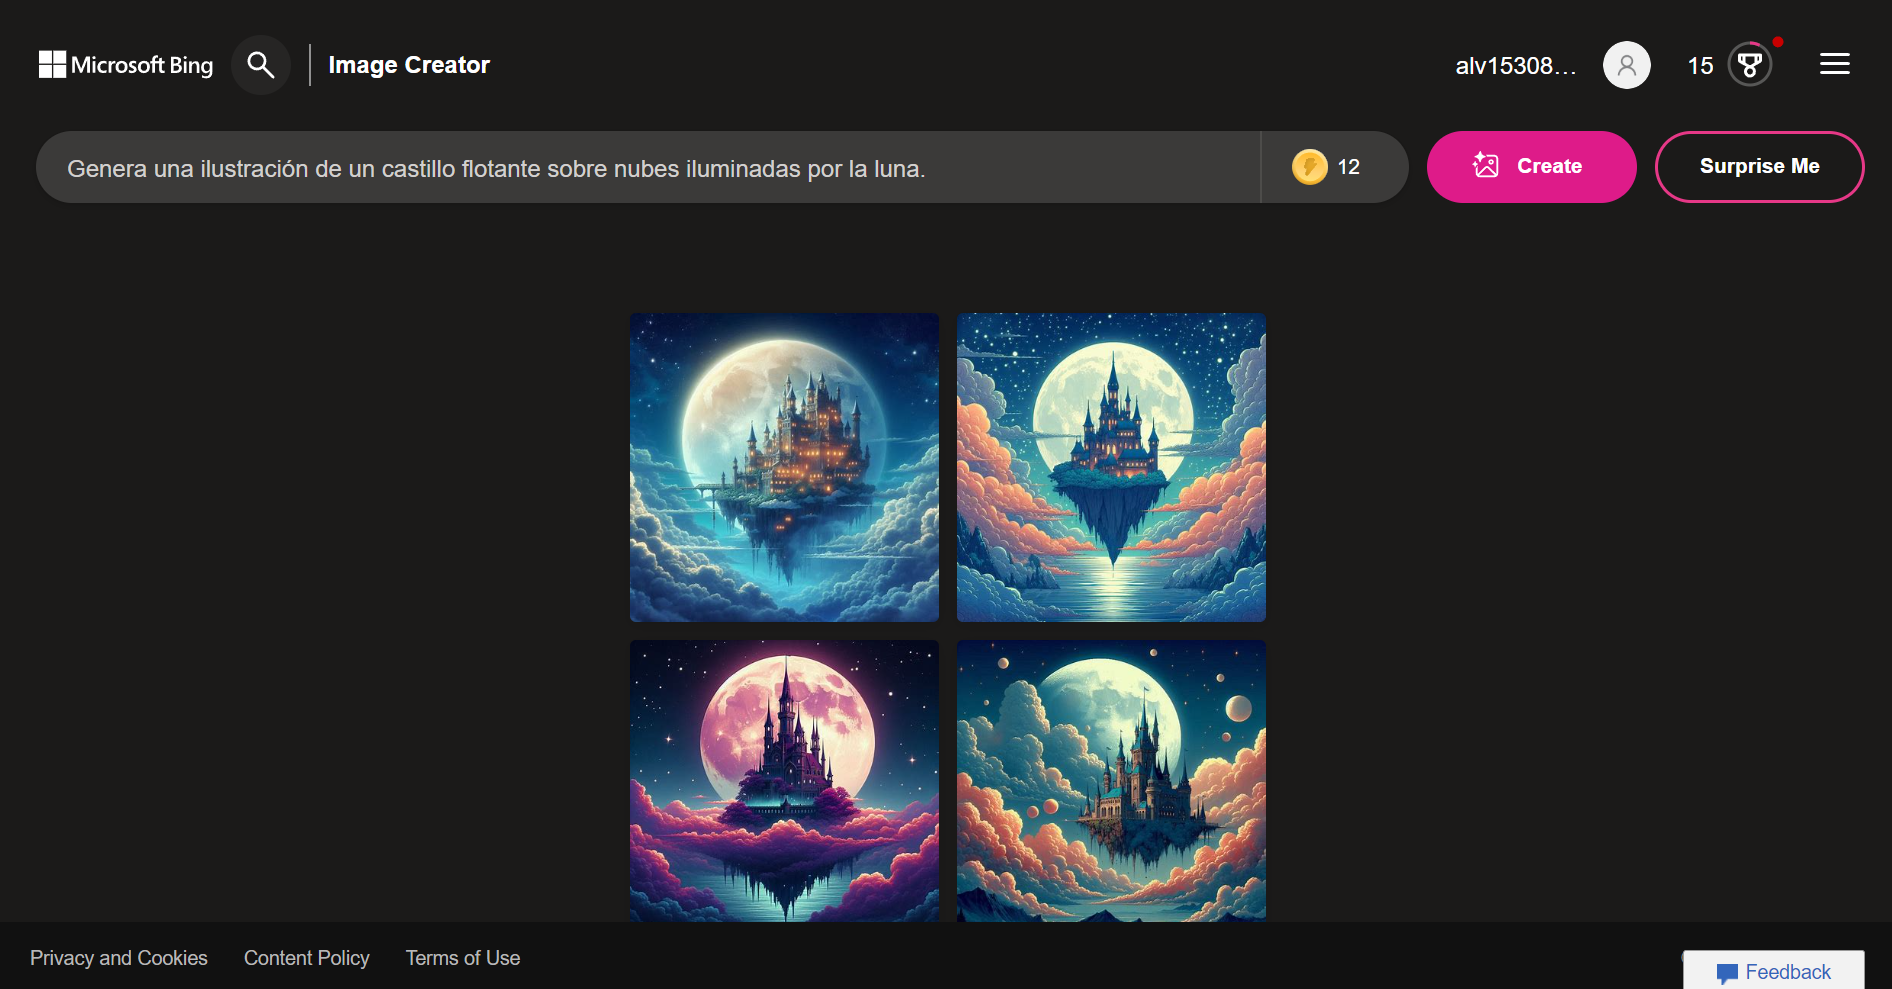 Microsoft Bing
Image Creator
alv15308...
15
Genera una ilustración de un castillo flotante sobre nubes iluminadas por la luna.
12
Create
Surprise Me
Privacy and Cookies
Content Policy
Terms of Use
Feedback